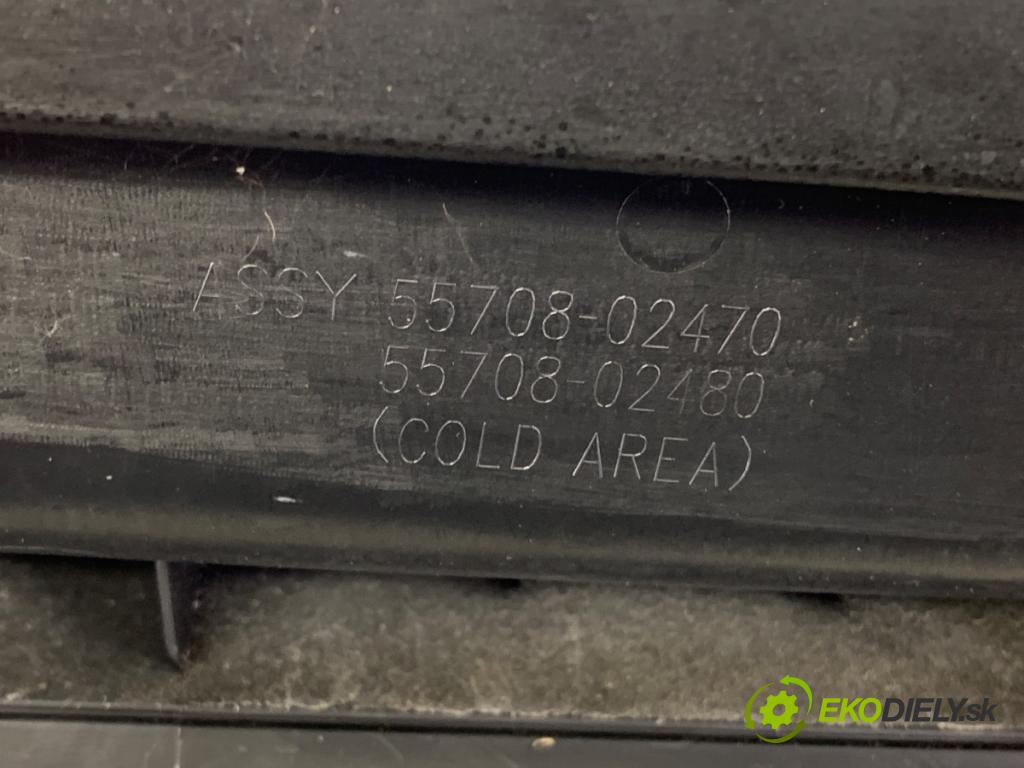 ASSY 55708-02470
55708-02480
(COLD AREA)
EKODIELY.sk